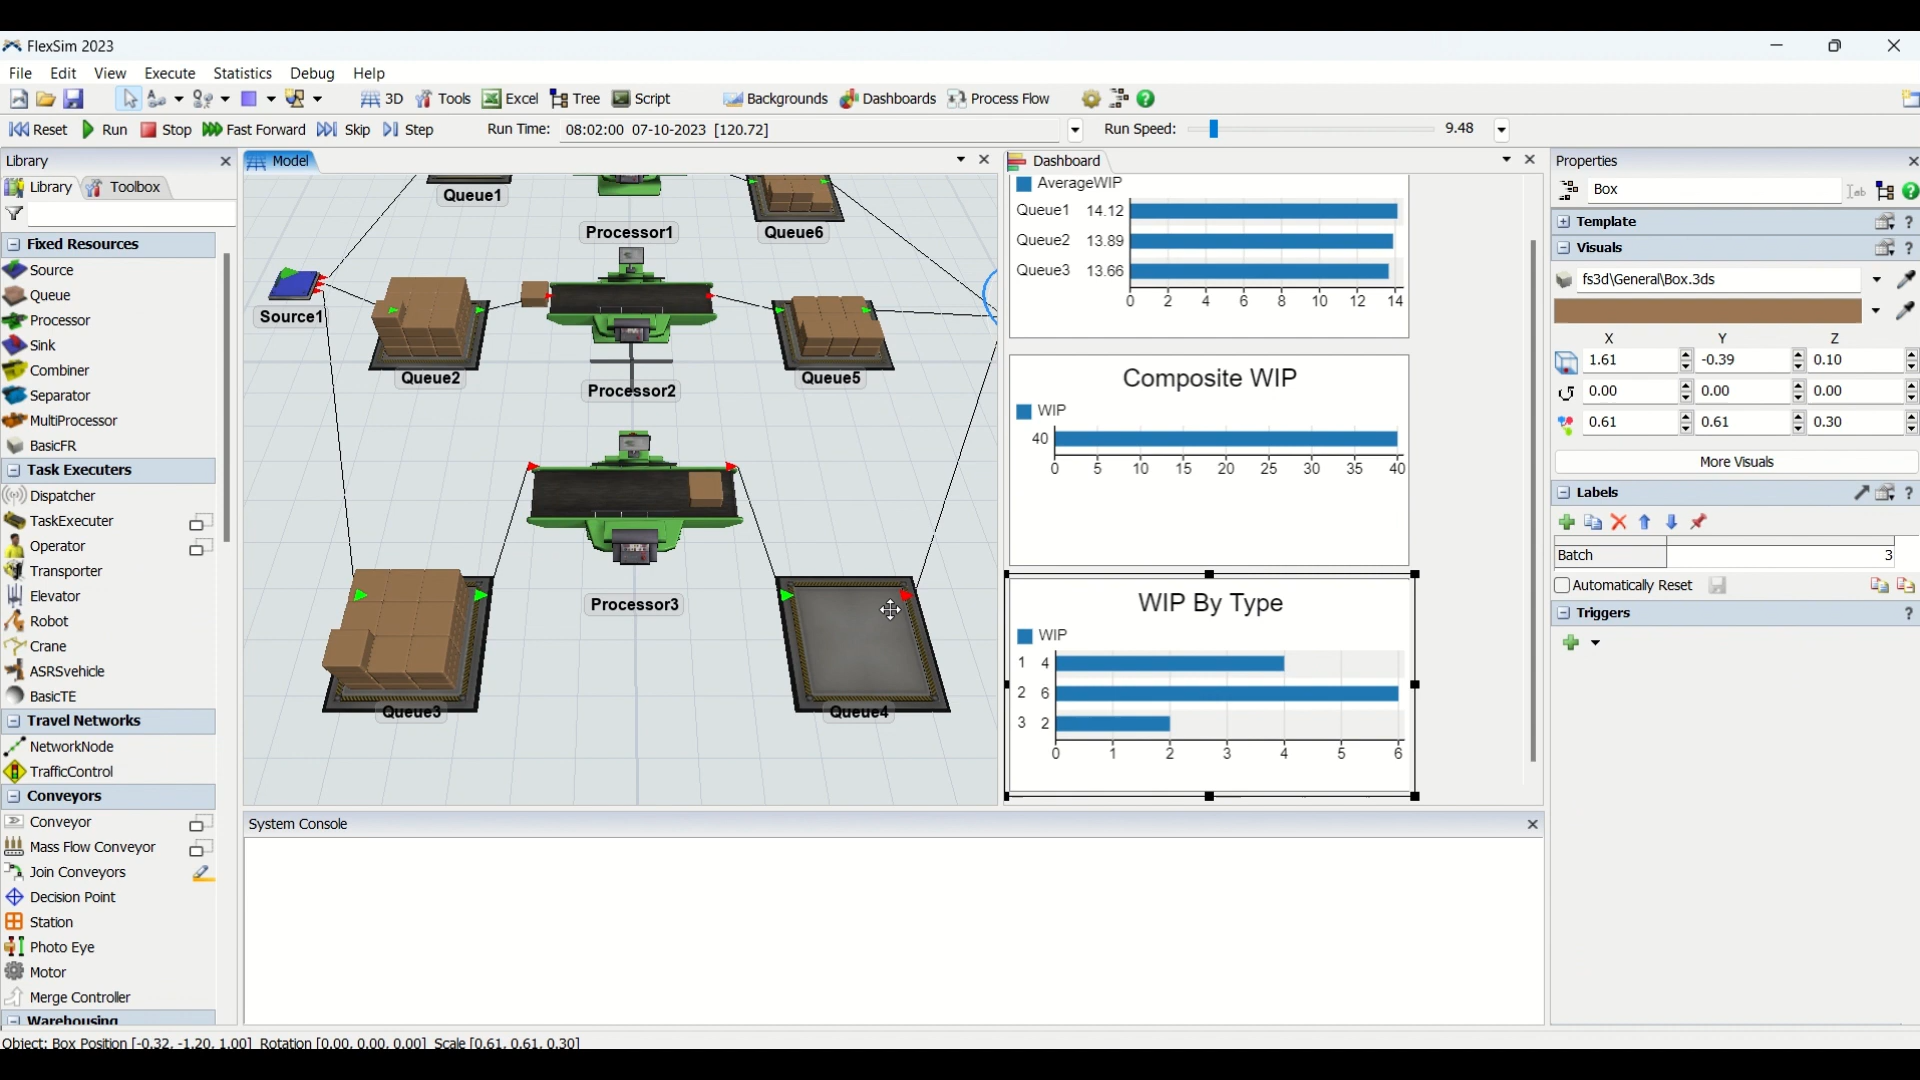 FlexSim 2023
File Edit View Execute Statistics Debug Help
3D Tools Excel Tree Script Backgrounds Dashboards Process Flow
Reset Run Stop Fast Forward Skip Step Run Time: 08:02:00 07-10-2023 [120.72] Run Speed: 9.48
Library
Library Toolbox
Fixed Resources
Source
Queue
Processor
Sink
Combiner
Separator
MultiProcessor
BasicFR
Task Executers
Dispatcher
TaskExecuter
Operator
Transporter
Elevator
Robot
Crane
ASRSvehicle
BasicTE
Travel Networks
NetworkNode
TrafficControl
Conveyors
Conveyor
Mass Flow Conveyor
Join Conveyors
Decision Point
Station
Photo Eye
Motor
Merge Controller
Warehousing
Model
Queue1
Processor1
Queue6
Source1
Queue2
Processor2
Queue5
Processor3
Queue3
Queue4
Dashboard
AverageWIP
Queue1 14.12
Queue2 13.89
Queue3 13.66
0 2 4 6 8 10 12 14
Composite WIP
WIP
40
0 5 10 15 20 25 30 35 40
WIP By Type
WIP
1 4
2 6
3 2
0 1 2 3 4 5 6
System Console
Properties
Box
Template
?
Visuals
?
fs3d\General\Box.3ds
X Y Z
1.61 -0.39 0.10
0.00 0.00 0.00
0.61 0.61 0.30
More Visuals
Labels
?
Batch 3
Automatically Reset
Triggers
?
Object: Box Position [-0.32, -1.20, 1.00] Rotation [0.00, 0.00, 0.00] Scale [0.61, 0.61, 0.30]